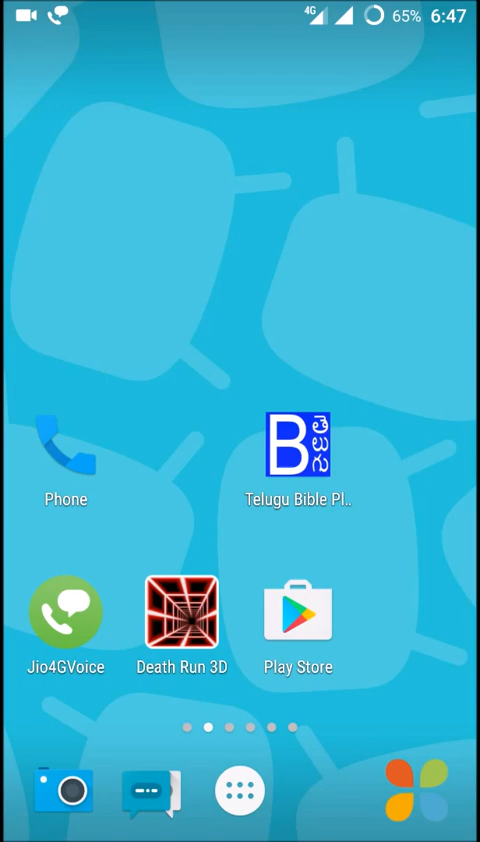 4G 65% 6:47
B తెలుగు
Phone
Telugu Bible Pl..
Jio4GVoice
Death Run 3D
Play Store